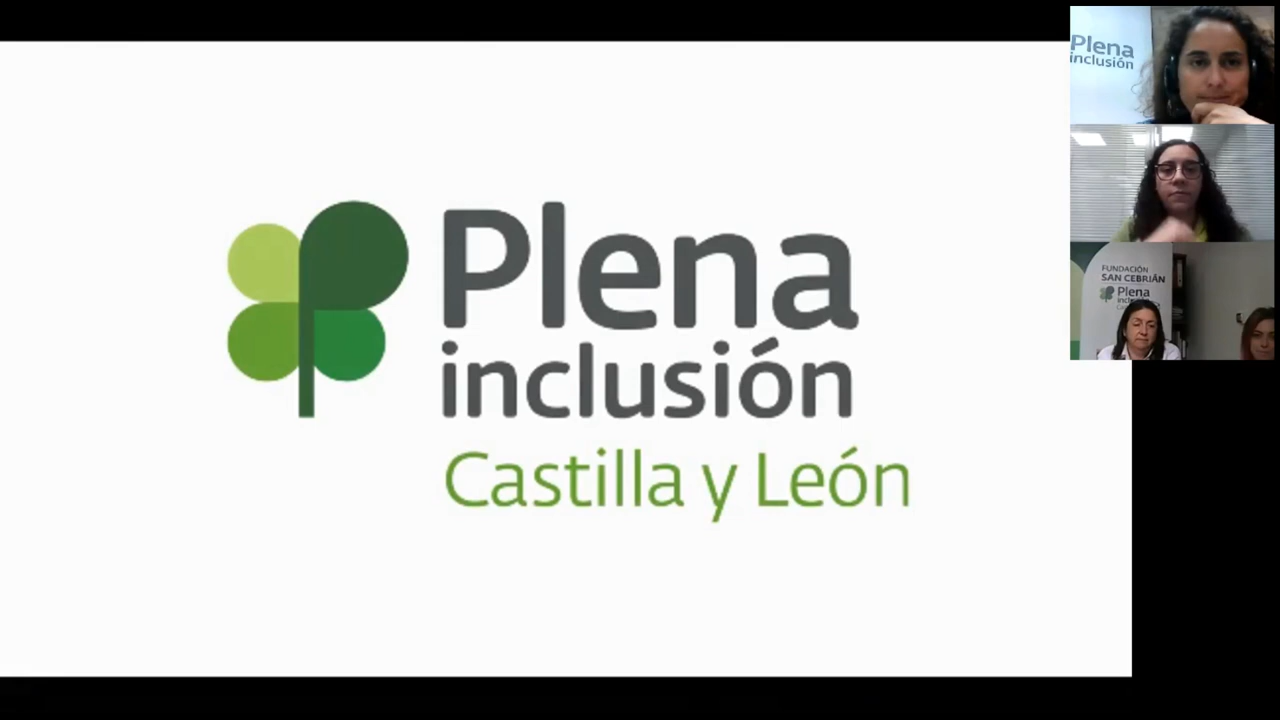 Plena
inclusión
Castilla y León
Plena
inclusión
FUNDACIÓN
SAN CEBRIÁN
Plena